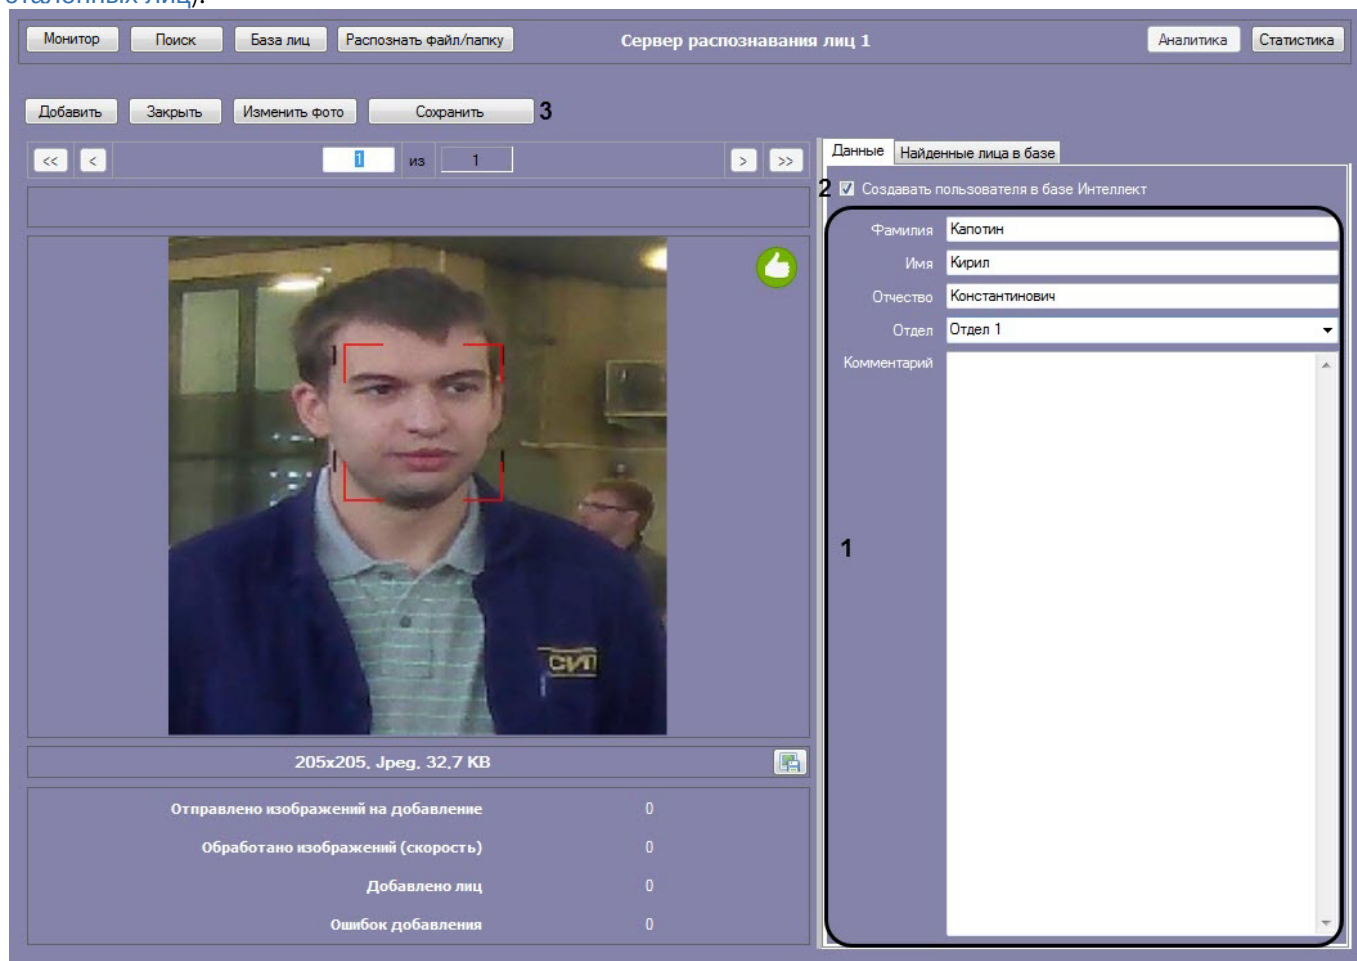 эталонных лиц).
Монитор Поиск База лиц Распознать файл/папку Сервер распознавания лиц 1 Аналитика Статистика
Добавить Закрыть Изменить фото Сохранить 3
<< < 1 из 1 > >>
Данные Найденные лица в базе
2 Создавать пользователя в базе Интеллект
Фамилия Капотин
Имя Кирил
Отчество Константинович
Отдел Отдел 1
Комментарий
1
СИТ
205x205, Jpeg, 32,7 KB
Отправлено изображений на добавление 0
Обработано изображений (скорость) 0
Добавлено лиц 0
Ошибок добавления 0